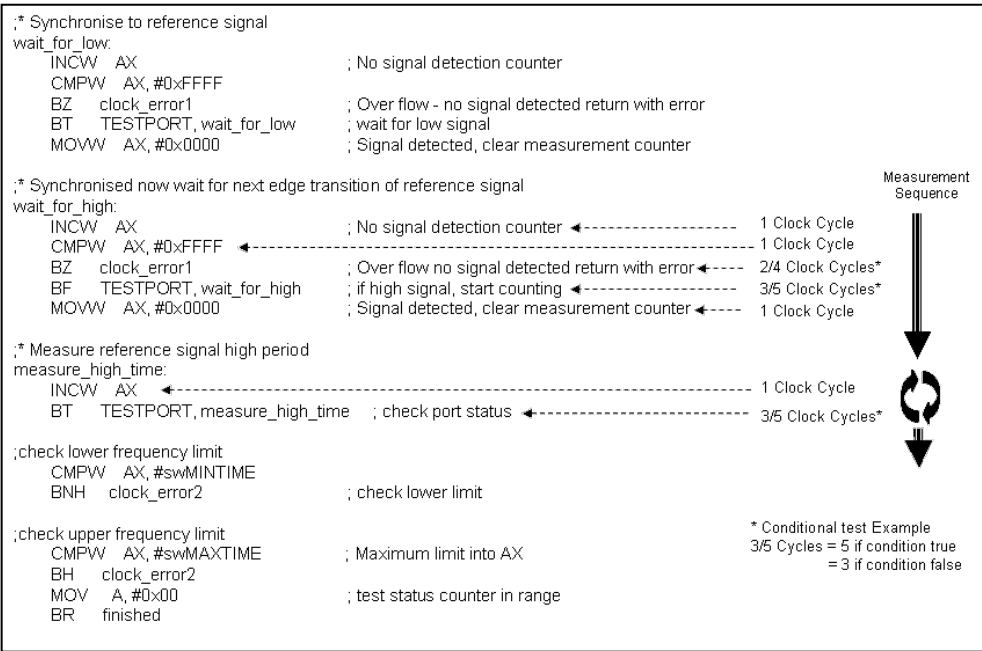 ;* Synchronise to reference signal
wait_for_low:
INCW AX ; No signal detection counter
CMPW AX, #0xFFFF
BZ clock_error1 ; Over flow - no signal detected return with error
BT TESTPORT, wait_for_low ; wait for low signal
MOVW AX, #0x0000 ; Signal detected, clear measurement counter
;* Synchronised now wait for next edge transition of reference signal
Measurement
Sequence
wait_for_high:
INCW AX ; No signal detection counter 1 Clock Cycle
CMPW AX, #0xFFFF 1 Clock Cycle
BZ clock_error1 ; Over flow no signal detected return with error 2/4 Clock Cycles*
BF TESTPORT, wait_for_high ; if high signal, start counting 3/5 Clock Cycles*
MOVW AX, #0x0000 ; Signal detected, clear measurement counter 1 Clock Cycle
;* Measure reference signal high period
measure_high_time:
INCW AX 1 Clock Cycle
BT TESTPORT, measure_high_time ; check port status 3/5 Clock Cycles*
;check lower frequency limit
CMPW AX, #swMINTIME
BNH clock_error2 ; check lower limit
;check upper frequency limit
CMPW AX, #swMAXTIME ; Maximum limit into AX
BH clock_error2
MOV A, #0x00 ; test status counter in range
BR finished
* Conditional test Example
3/5 Cycles = 5 if condition true
= 3 if condition false